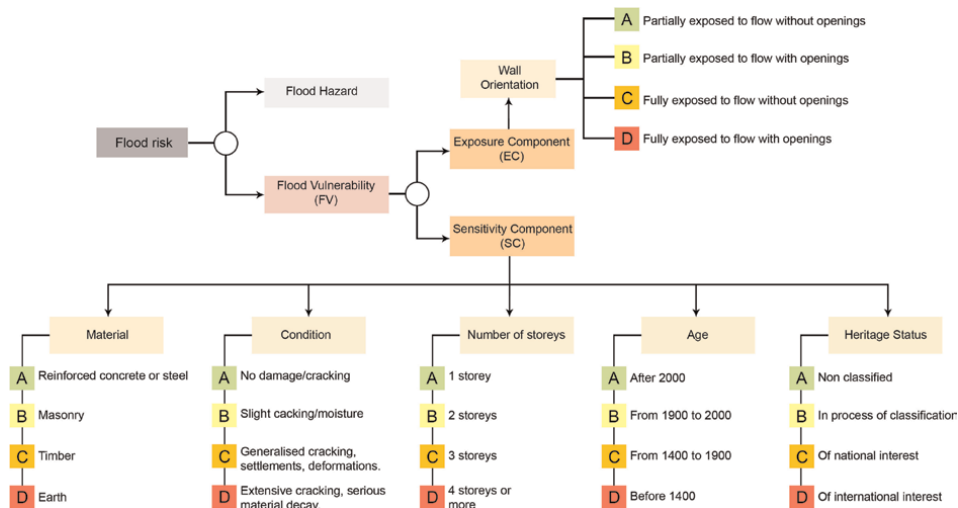 A Partially exposed to flow without openings
B Partially exposed to flow with openings
C Fully exposed to flow without openings
D Fully exposed to flow with openings
Wall
Orientation
Flood Hazard
Flood risk
Exposure Component
(EC)
Flood Vulnerability
(FV)
Sensitivity Component
(SC)
Material
A Reinforced concrete or steel
B Masonry
C Timber
D Earth
Condition
A No damage/cracking
B Slight cacking/moisture
C Generalised cracking,
settlements, deformations.
D Extensive cracking, serious
material decay
Number of storeys
A 1 storey
B 2 storeys
C 3 storeys
D 4 storeys or
more
Age
A After 2000
B From 1900 to 2000
C From 1400 to 1900
D Before 1400
Heritage Status
A Non classified
B In process of classification
C Of national interest
D Of international interest